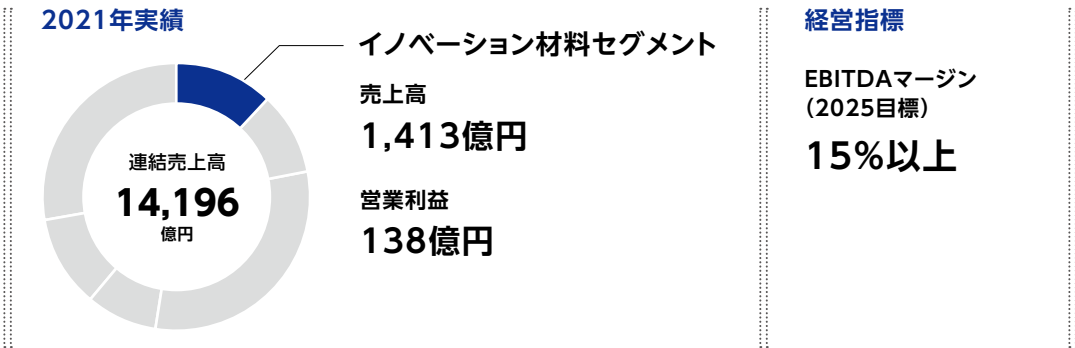 2021年実績
イノベーション材料セグメント
売上高
1,413億円
営業利益
138億円
連結売上高
14,196
億円
経営指標
EBITDAマージン
（2025目標）
15%以上